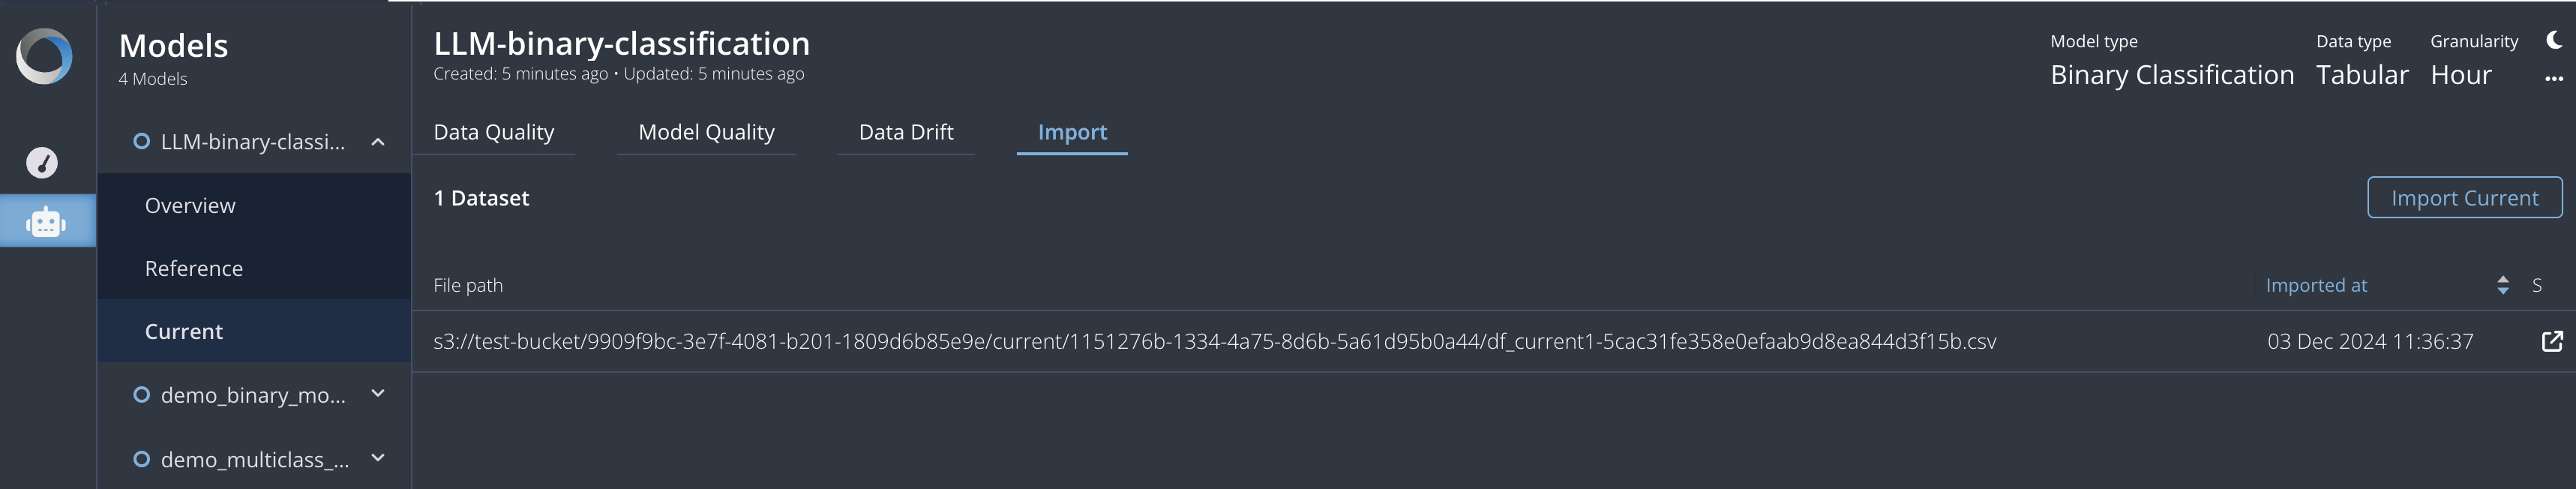 Models
4 Models
LLM-binary-classi...
Overview
Reference
Current
demo_binary_mo...
demo_multiclass_...
LLM-binary-classification
Created: 5 minutes ago • Updated: 5 minutes ago
Model type
Binary Classification
Data type
Tabular
Granularity
Hour
Data Quality Model Quality Data Drift Import
1 Dataset Import Current
File path Imported at S
s3://test-bucket/9909f9bc-3e7f-4081-b201-1809d6b85e9e/current/1151276b-1334-4a75-8d6b-5a61d95b0a44/df_current1-5cac31fe358e0efaab9d8ea844d3f15b.csv 03 Dec 2024 11:36:37